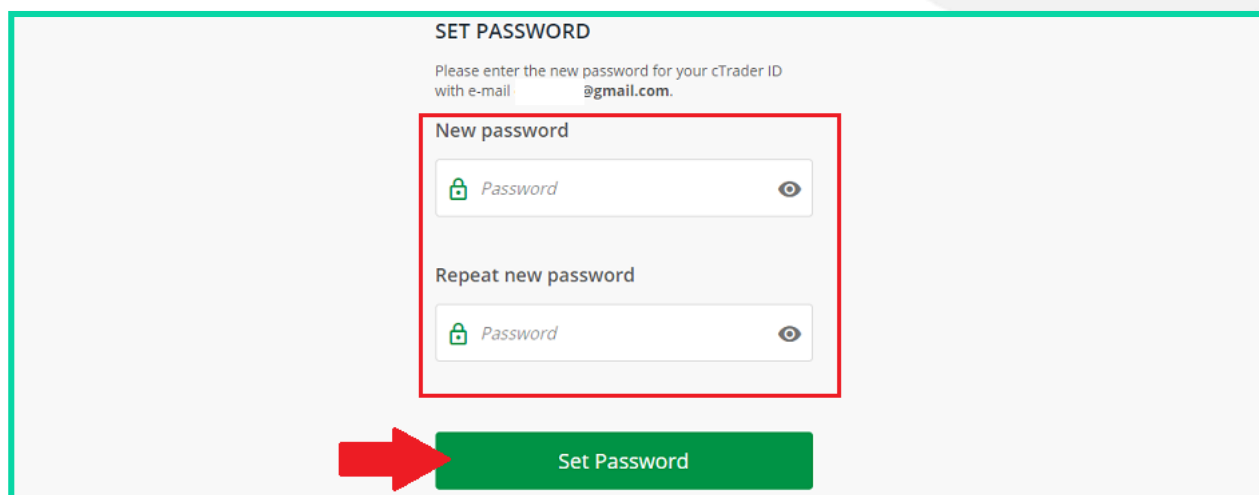 SET PASSWORD
Please enter the new password for your cTrader ID
with e-mail @gmail.com.
New password
Password
Repeat new password
Password
Set Password